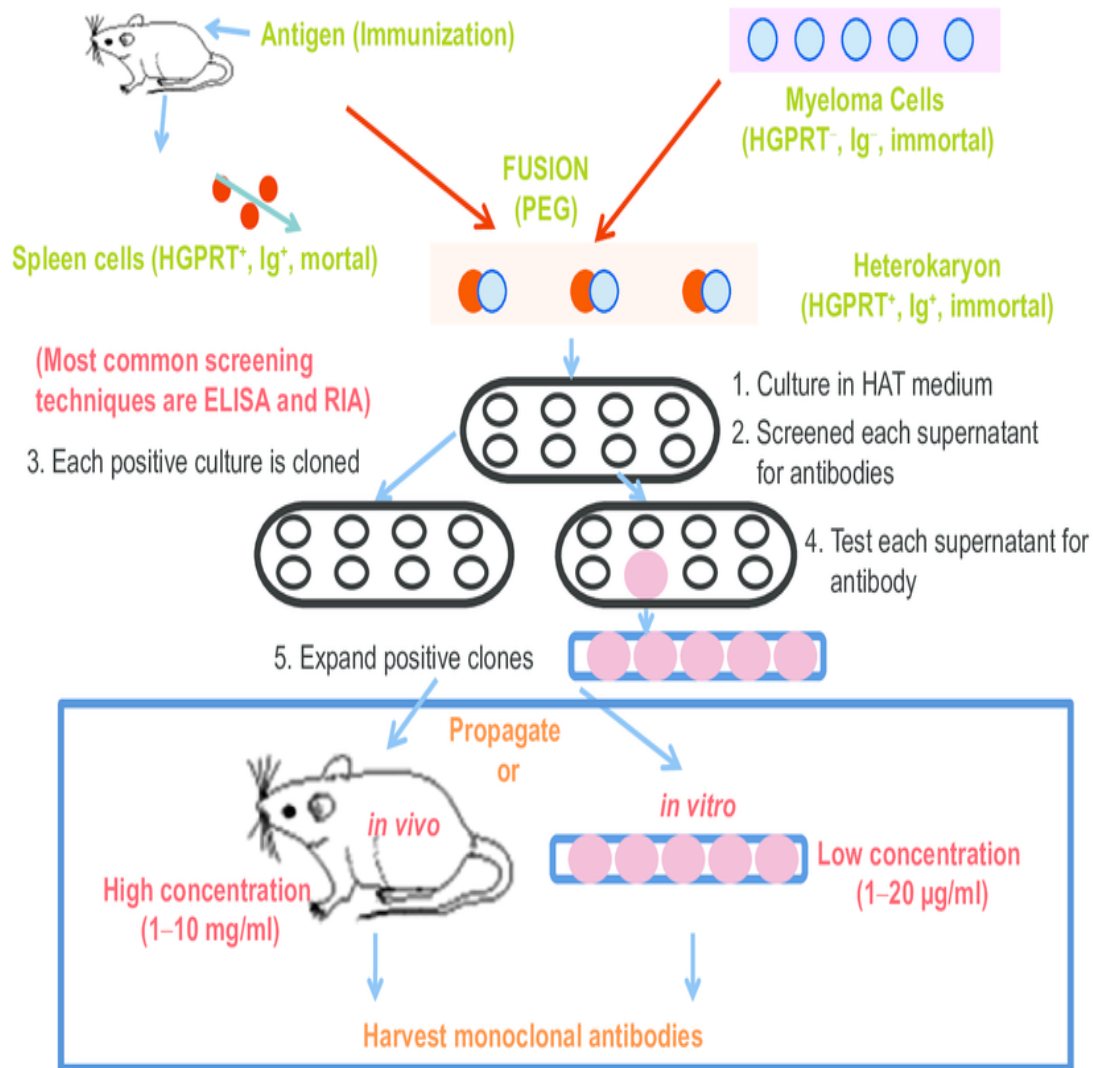 Antigen (Immunization)
Myeloma Cells
(HGPRT⁻, Ig⁻, immortal)
FUSION
(PEG)
Spleen cells (HGPRT⁺, Ig⁺, mortal)
Heterokaryon
(HGPRT⁺, Ig⁺, immortal)
(Most common screening
techniques are ELISA and RIA)
1. Culture in HAT medium
2. Screened each supernatant
for antibodies
3. Each positive culture is cloned
4. Test each supernatant for
antibody
5. Expand positive clones
Propagate
or
in vivo
in vitro
High concentration
(1–10 mg/ml)
Low concentration
(1–20 µg/ml)
Harvest monoclonal antibodies